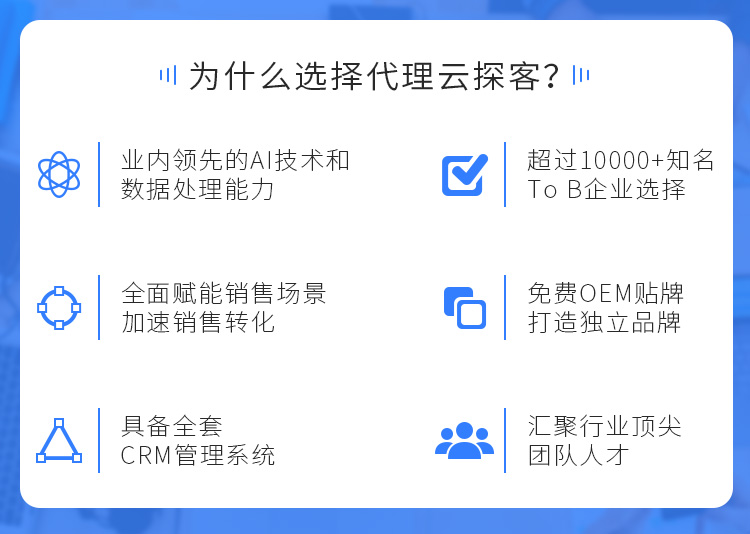 为什么选择代理云探客？
业内领先的AI技术和
数据处理能力
超过10000+知名
To B企业选择
全面赋能销售场景
加速销售转化
免费OEM贴牌
打造独立品牌
具备全套
CRM管理系统
汇聚行业顶尖
团队人才